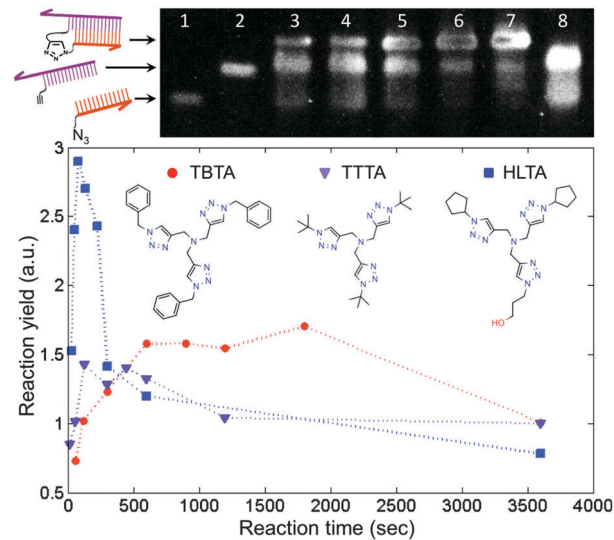 1 2 3 4 5 6 7 8
N3
3
2.5
2
1.5
1
0.5
TBTA
TTTA
HLTA
N N N N N N N N N N
N N N N N N N N N N
N N N N N N N N N N
HO
Reaction yield (a.u.)
0 500 1000 1500 2000 2500 3000 3500 4000
Reaction time (sec)